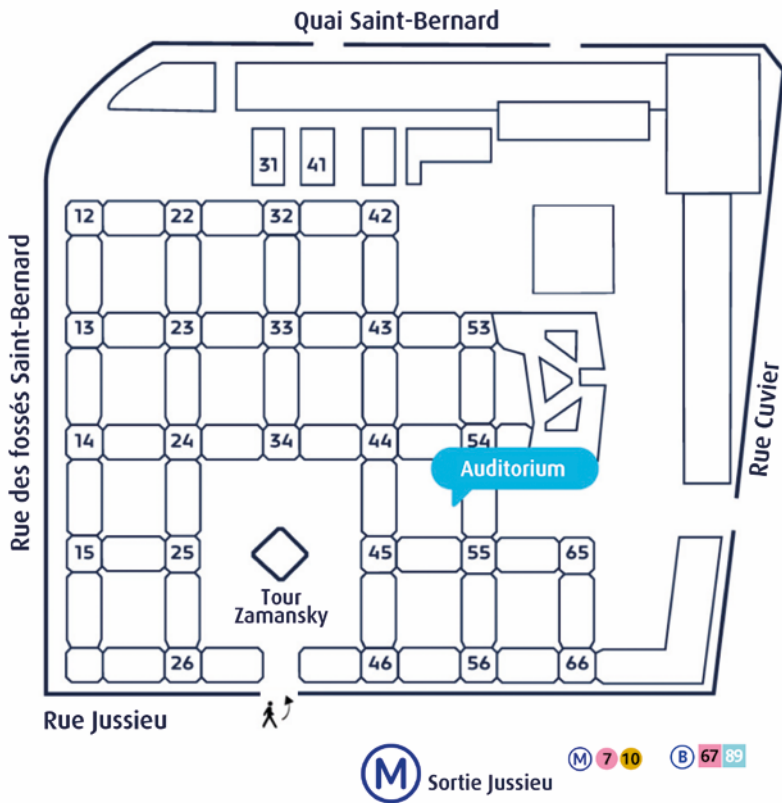 Quai Saint-Bernard
31 41
12 22 32 42
Rue des fossés Saint-Bernard
13 23 33 43 53
Rue Cuvier
14 24 34 44 54
Auditorium
15 25 45 55 65
Tour
Zamansky
26 46 56 66
Rue Jussieu
M Sortie Jussieu
M 7 10 B 67 89